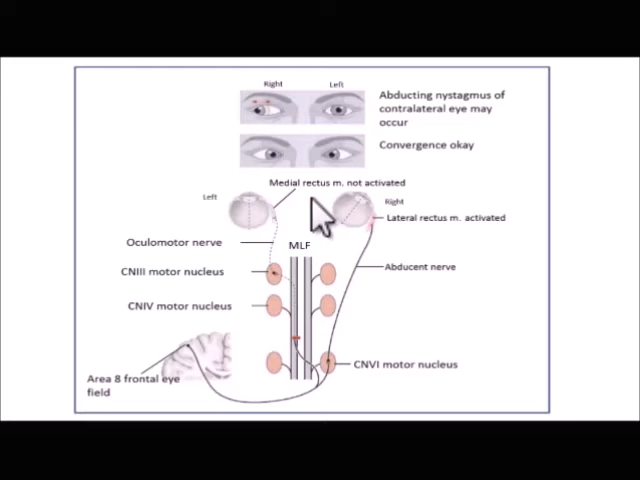 Right
Left
Abducting nystagmus of
contralateral eye may
occur
Convergence okay
Medial rectus m. not activated
Left
Right
Lateral rectus m. activated
Oculomotor nerve
MLF
CNIII motor nucleus
Abducent nerve
CNIV motor nucleus
CNVI motor nucleus
Area 8 frontal eye
field